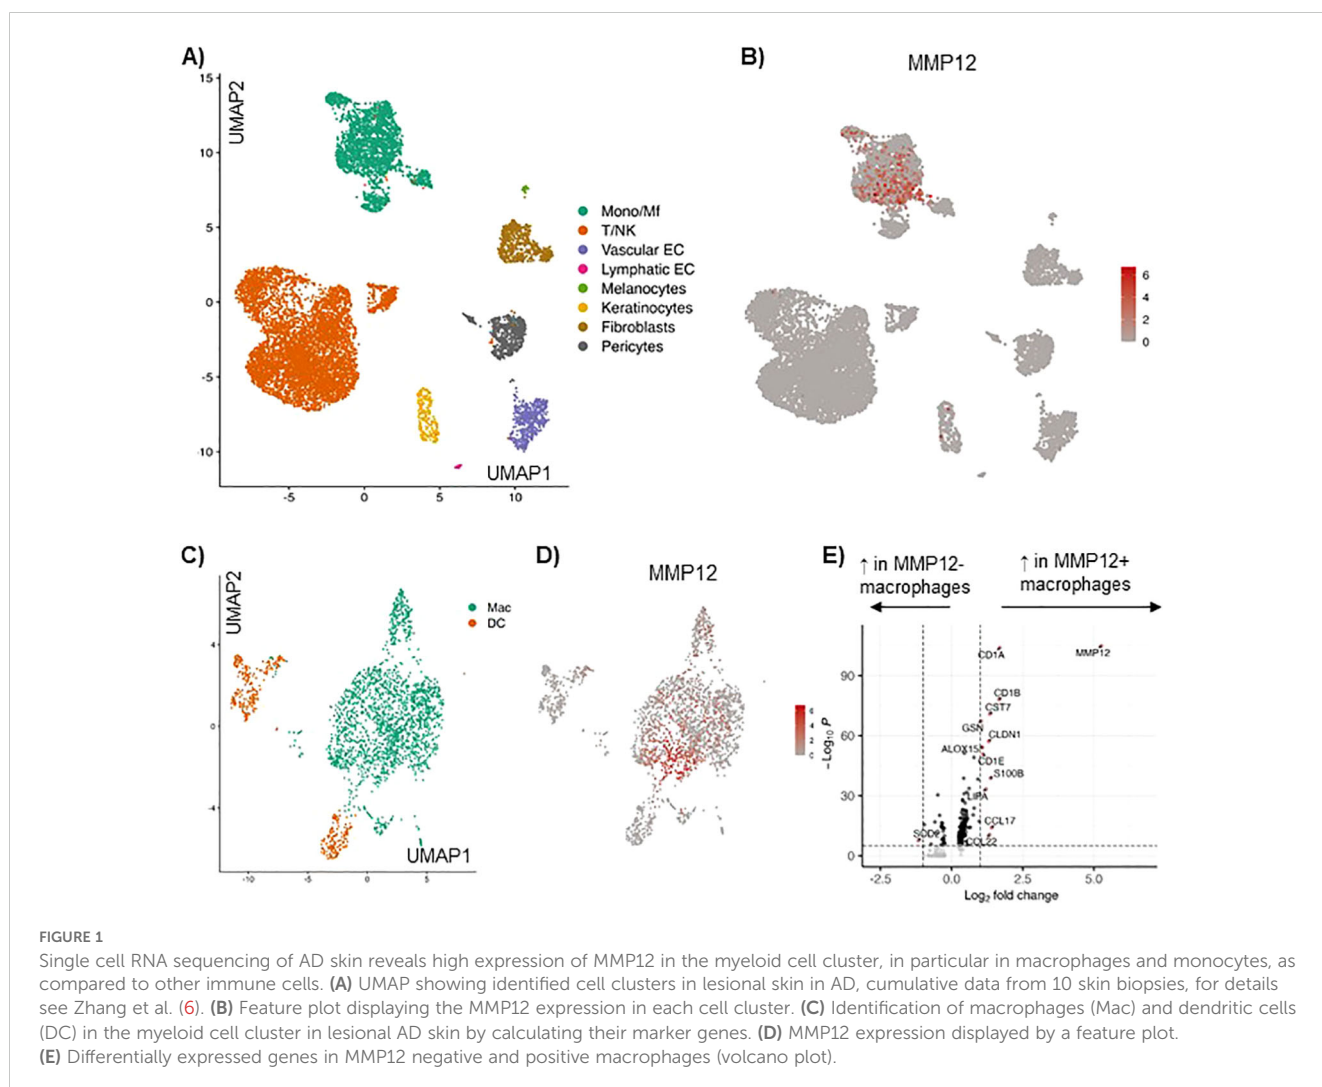 A)
UMAP2
15
10
5
0
-5
-10
-5
0
5
10
UMAP1
Mono/Mf
T/NK
Vascular EC
Lymphatic EC
Melanocytes
Keratinocytes
Fibroblasts
Pericytes
B)
MMP12
6
4
2
0
C)
UMAP2
4
0
-4
-10
-5
0
5
UMAP1
Mac
DC
D)
MMP12
6
4
2
0
E)
↑ in MMP12-
macrophages
↑ in MMP12+
macrophages
-Log10 P
90
60
30
0
CD1A
MMP12
CD1B
CST7
GSN
CLDN1
ALOX15
CD1E
S100B
LIPA
CCL17
SOD2
CCL22
-2.5
0.0
2.5
5.0
Log2 fold change
FIGURE 1
Single cell RNA sequencing of AD skin reveals high expression of MMP12 in the myeloid cell cluster, in particular in macrophages and monocytes, as
compared to other immune cells. (A) UMAP showing identified cell clusters in lesional skin in AD, cumulative data from 10 skin biopsies, for details
see Zhang et al. (6). (B) Feature plot displaying the MMP12 expression in each cell cluster. (C) Identification of macrophages (Mac) and dendritic cells
(DC) in the myeloid cell cluster in lesional AD skin by calculating their marker genes. (D) MMP12 expression displayed by a feature plot.
(E) Differentially expressed genes in MMP12 negative and positive macrophages (volcano plot).